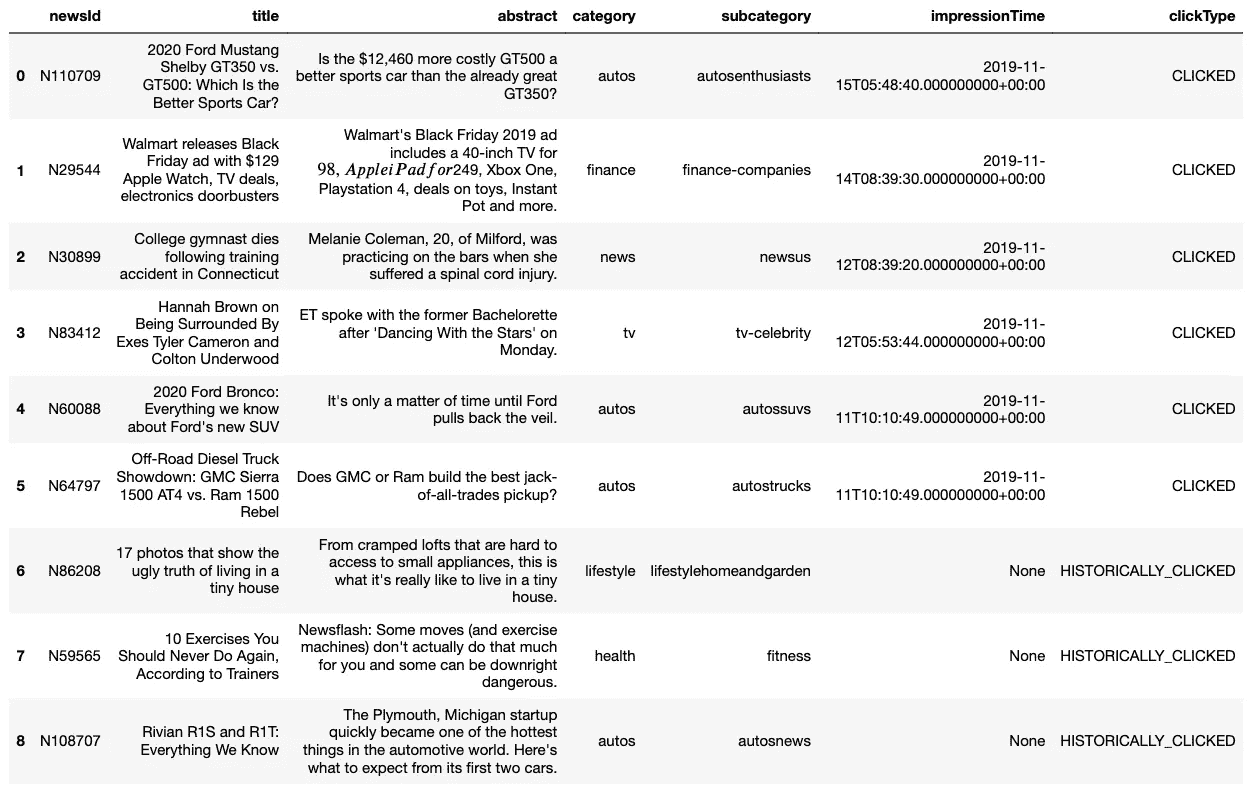 newsId title abstract category subcategory impressionTime clickType
0 N110709
2020 Ford Mustang
Shelby GT350 vs.
GT500: Which Is the
Better Sports Car?
Is the $12,460 more costly GT500 a
better sports car than the already great
GT350?
autos autosenthusiasts
2019-11-
15T05:48:40.000000000+00:00
CLICKED
1 N29544
Walmart releases Black
Friday ad with $129
Apple Watch, TV deals,
electronics doorbusters
Walmart's Black Friday 2019 ad
includes a 40-inch TV for
98, AppleiPadfor249, Xbox One,
Playstation 4, deals on toys, Instant
Pot and more.
finance finance-companies
2019-11-
14T08:39:30.000000000+00:00
CLICKED
2 N30899
College gymnast dies
following training
accident in Connecticut
Melanie Coleman, 20, of Milford, was
practicing on the bars when she
suffered a spinal cord injury.
news newsus
2019-11-
12T08:39:20.000000000+00:00
CLICKED
3 N83412
Hannah Brown on
Being Surrounded By
Exes Tyler Cameron and
Colton Underwood
ET spoke with the former Bachelorette
after 'Dancing With the Stars' on
Monday.
tv tv-celebrity
2019-11-
12T05:53:44.000000000+00:00
CLICKED
4 N60088
2020 Ford Bronco:
Everything we know
about Ford's new SUV
It's only a matter of time until Ford
pulls back the veil.
autos autossuvs
2019-11-
11T10:10:49.000000000+00:00
CLICKED
5 N64797
Off-Road Diesel Truck
Showdown: GMC Sierra
1500 AT4 vs. Ram 1500
Rebel
Does GMC or Ram build the best jack-
of-all-trades pickup?
autos autostrucks
2019-11-
11T10:10:49.000000000+00:00
CLICKED
6 N86208
17 photos that show the
ugly truth of living in a
tiny house
From cramped lofts that are hard to
access to small appliances, this is
what it's really like to live in a tiny
house.
lifestyle lifestylehomeandgarden
None HISTORICALLY_CLICKED
7 N59565
10 Exercises You
Should Never Do Again,
According to Trainers
Newsflash: Some moves (and exercise
machines) don't actually do that much
for you and some can be downright
dangerous.
health fitness
None HISTORICALLY_CLICKED
8 N108707
Rivian R1S and R1T:
Everything We Know
The Plymouth, Michigan startup
quickly became one of the hottest
things in the automotive world. Here's
what to expect from its first two cars.
autos autosnews
None HISTORICALLY_CLICKED